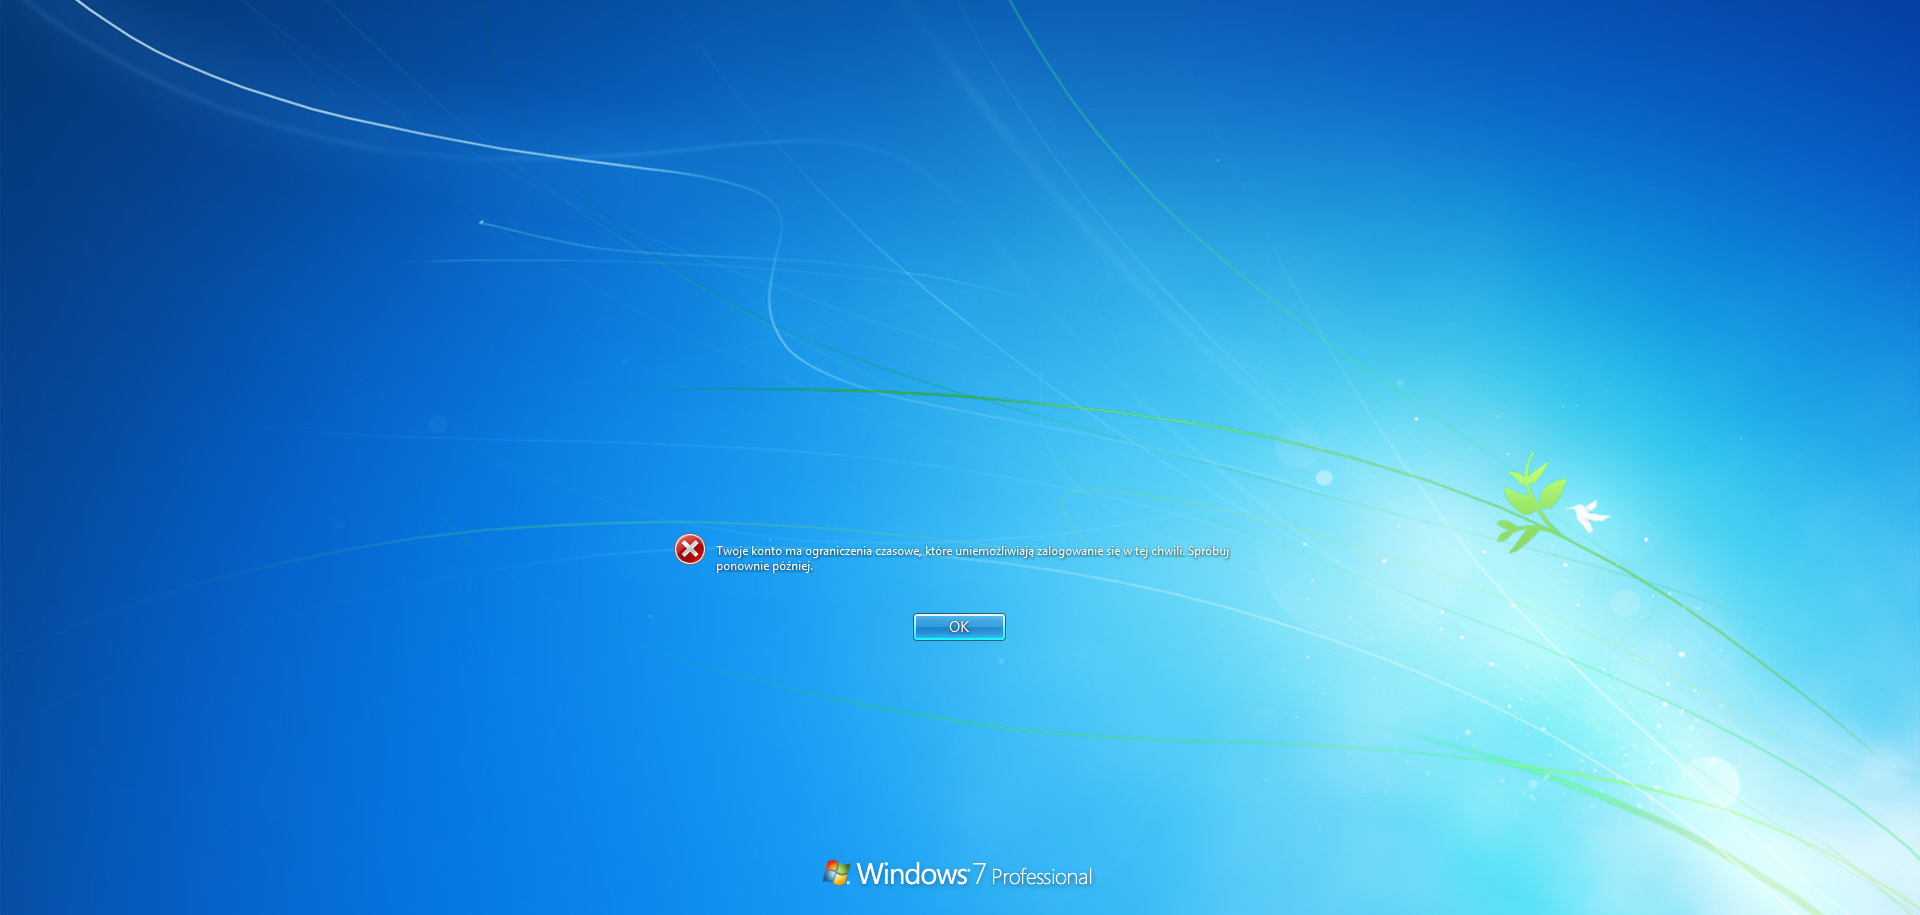 Twoje konto ma ograniczenia czasowe, które uniemożliwiają zalogowanie się w tej chwili. Spróbuj
ponownie później.
OK
Windows 7 Professional